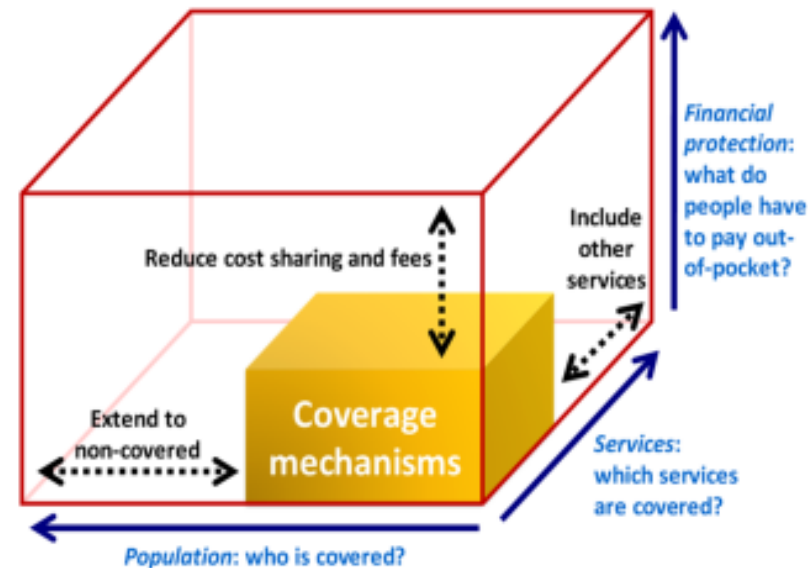 Financial
protection:
what do
people have
to pay out-
of-pocket?
Include
other
services
Reduce cost sharing and fees
Extend to
non-covered
Coverage
mechanisms
Services:
which services
are covered?
Population: who is covered?